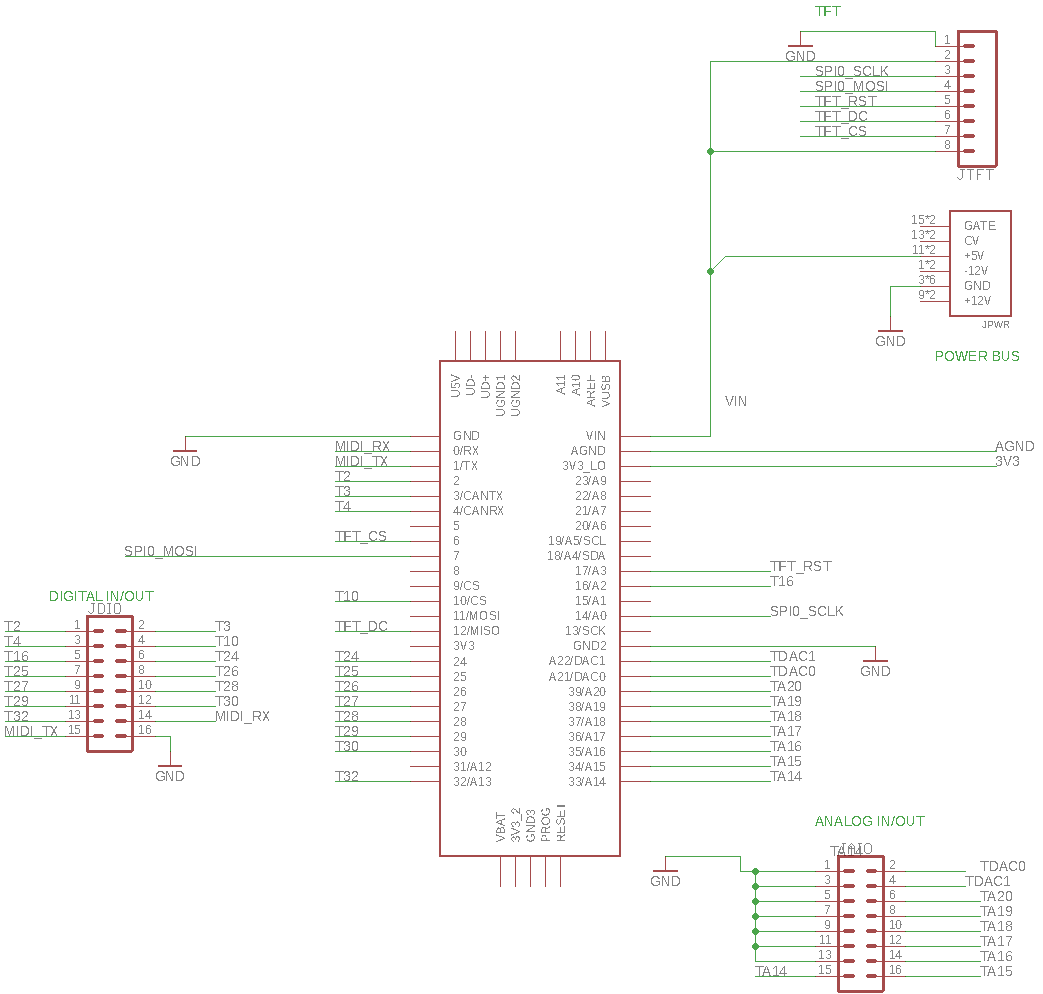 TFT
GND
1
2
SPI0_SCLK 3
SPI0_MOSI 4
TFT_RST 5
TFT_DC 6
TFT_CS 7
8
JTFT
15*2 GATE
13*2 CV
11*2 +5V
1*2 -12V
3*6 GND
9*2 +12V
JPWR
GND
POWER BUS
U5V
UD-
UD+
UGND1
UGND2
A11
A10
AREF
VUSB
VIN
GND
GND VIN
MIDI_RX 0/RX AGND AGND
MIDI_TX 1/TX 3V3_LO 3V3
T2 2 23/A9
T3 3/CANTX 22/A8
T4 4/CANRX 21/A7
5 20/A6
TFT_CS 6 19/A5/SCL
SPI0_MOSI 7 18/A4/SDA
8 17/A3 TFT_RST
9/CS 16/A2 T16
T10 10/CS 15/A1
11/MOSI 14/A0 SPI0_SCLK
TFT_DC 12/MISO 13/SCK
3V3 GND2
GND
T24 24 A22/DAC1 TDAC1
T25 25 A21/DAC0 TDAC0
T26 26 39/A20 TA20
T27 27 38/A19 TA19
T28 28 37/A18 TA18
T29 29 36/A17 TA17
T30 30 35/A16 TA16
31/A12 34/A15 TA15
T32 32/A13 33/A14 TA14
VBAT
3V3_2
GND3
PROG
RESET
DIGITAL IN/OUT
JDIO
T2 1 2 T3
T4 3 4 T10
T16 5 6 T24
T25 7 8 T26
T27 9 10 T28
T29 11 12 T30
T32 13 14 MIDI_RX
MIDI_TX 15 16
GND
ANALOG IN/OUT
TA14
JAIO
GND
1 2 TDAC0
3 4 TDAC1
5 6 TA20
7 8 TA19
9 10 TA18
11 12 TA17
13 14 TA16
TA14 15 16 TA15